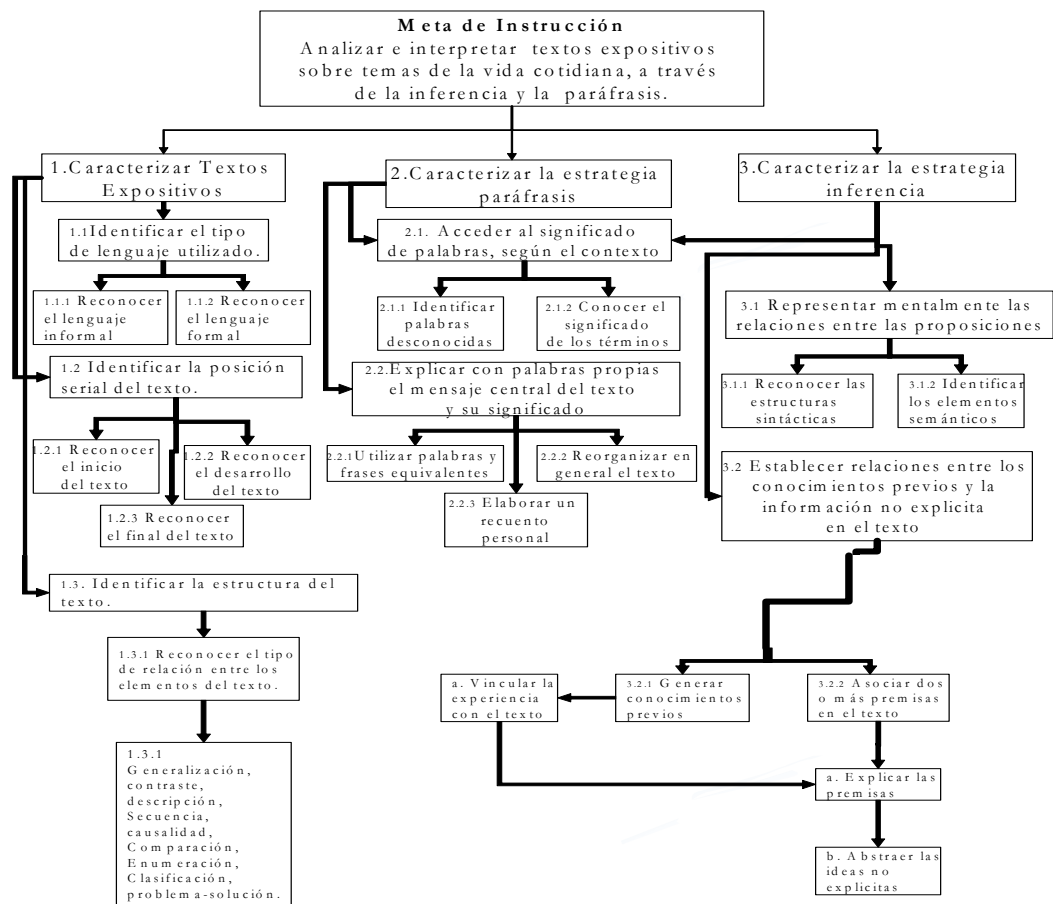 Meta de Instrucción
Analizar e interpretar textos expositivos
sobre temas de la vida cotidiana, a través
de la inferencia y la paráfrasis.
1.Caracterizar Textos
Expositivos
2.Caracterizar la estrategia
paráfrasis
3.Caracterizar la estrategia
inferencia
1.1Identificar el tipo
de lenguaje utilizado.
1.1.1 Reconocer
el lenguaje
informal
1.1.2 Reconocer
el lenguaje
formal
1.2 Identificar la posición
serial del texto.
1.2.1 Reconocer
el inicio
del texto
1.2.2 Reconocer
el desarrollo
del texto
1.2.3 Reconocer
el final del texto
1.3. Identificar la estructura del
texto.
1.3.1 Reconocer el tipo
de relación entre los
elementos del texto.
1.3.1
Generalización,
contraste,
descripción,
Secuencia,
causalidad,
Comparación,
Enumeración,
Clasificación,
problema-solución.
2.1. Acceder al significado
de palabras, según el contexto
2.1.1 Identificar
palabras
desconocidas
2.1.2 Conocer el
significado
de los términos
2.2.Explicar con palabras propias
el mensaje central del texto
y su significado
2.2.1Utilizar palabras y
frases equivalentes
2.2.2 Reorganizar en
general el texto
2.2.3 Elaborar un
recuento
personal
3.1 Representar mentalmente las
relaciones entre las proposiciones
3.1.1 Reconocer las
estructuras
sintácticas
3.1.2 Identificar
los elementos
semánticos
3.2 Establecer relaciones entre los
conocimientos previos y la
información no explicita
en el texto
a. Vincular la
experiencia
con el texto
3.2.1 Generar
conocimientos
previos
3.2.2 Asociar dos
o más premisas
en el texto
a. Explicar las
premisas
b. Abstraer las
ideas no
explicitas